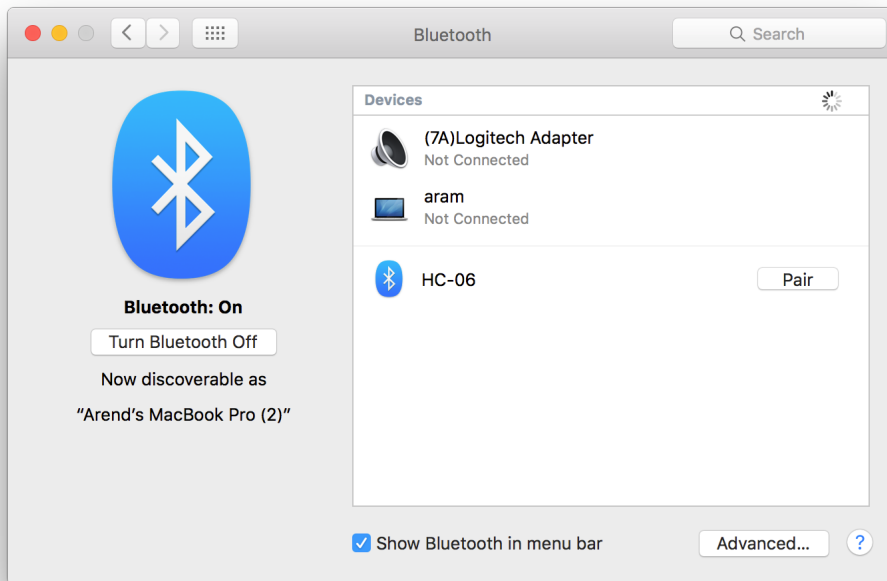 Bluetooth
Search
Devices
(7A)Logitech Adapter
Not Connected
aram
Not Connected
HC-06
Pair
Bluetooth: On
Turn Bluetooth Off
Now discoverable as
“Arend’s MacBook Pro (2)”
Show Bluetooth in menu bar
Advanced...
?